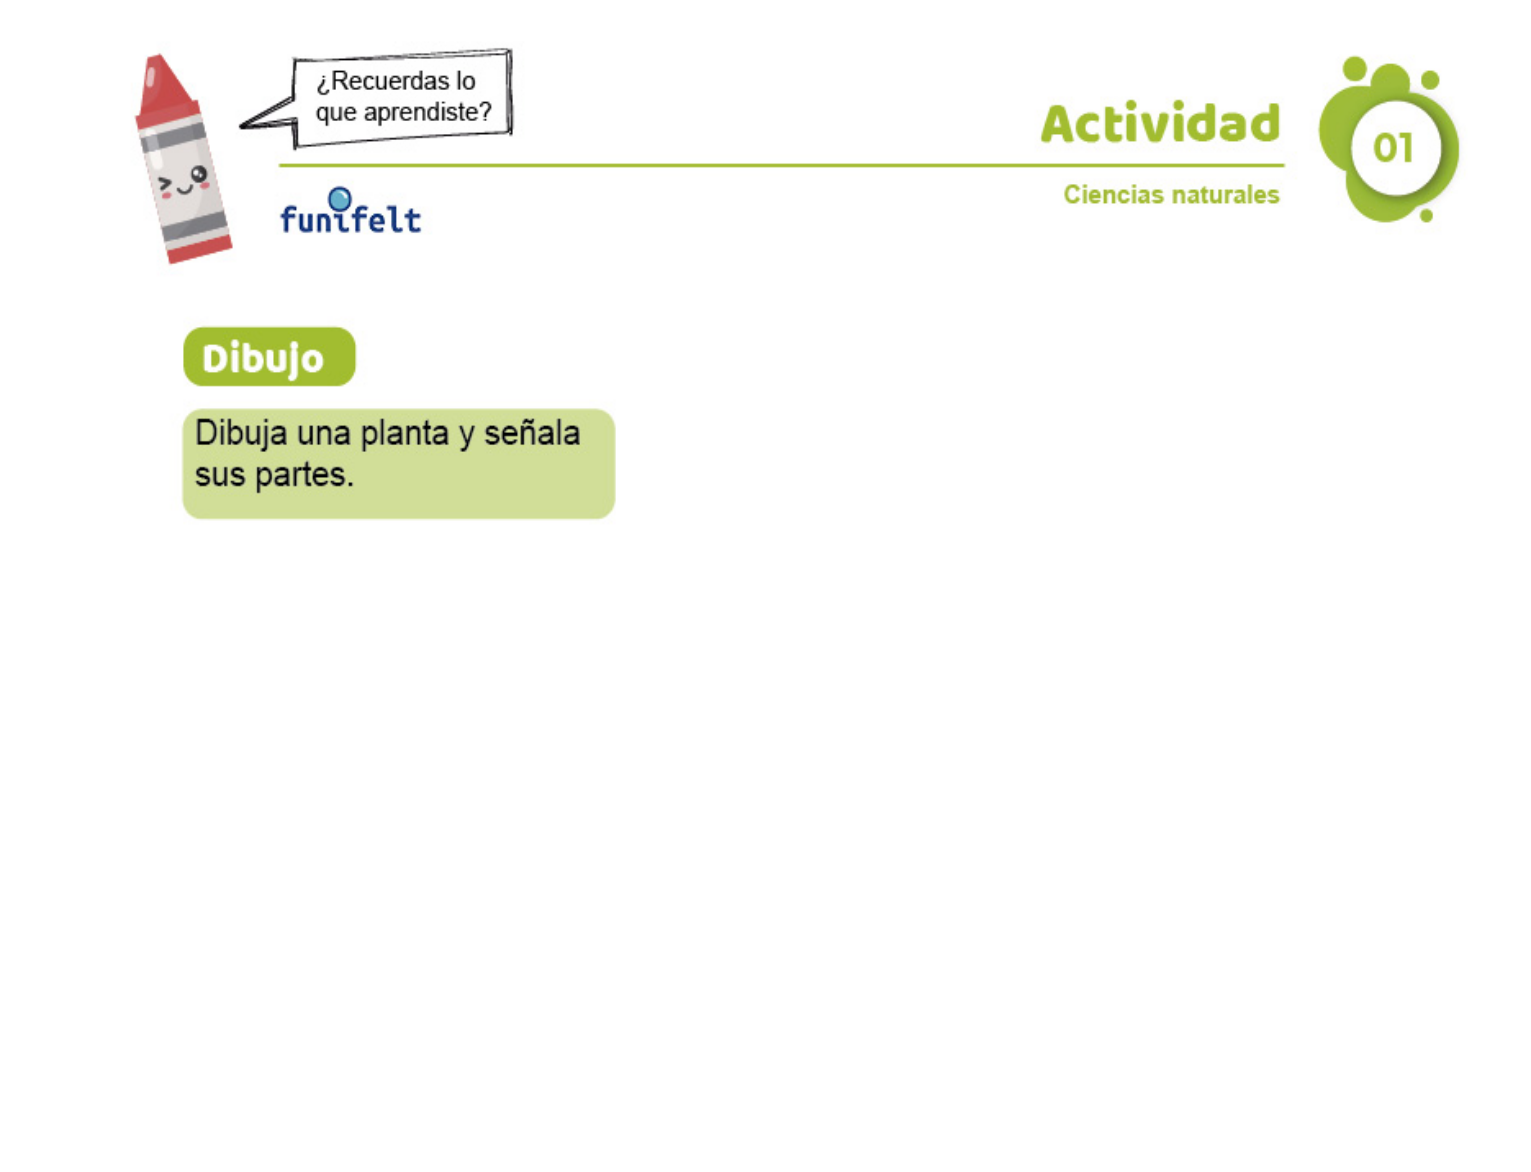 ¿Recuerdas lo
que aprendiste?
Actividad
01
Ciencias naturales
funifelt
Dibujo
Dibuja una planta y señala
sus partes.